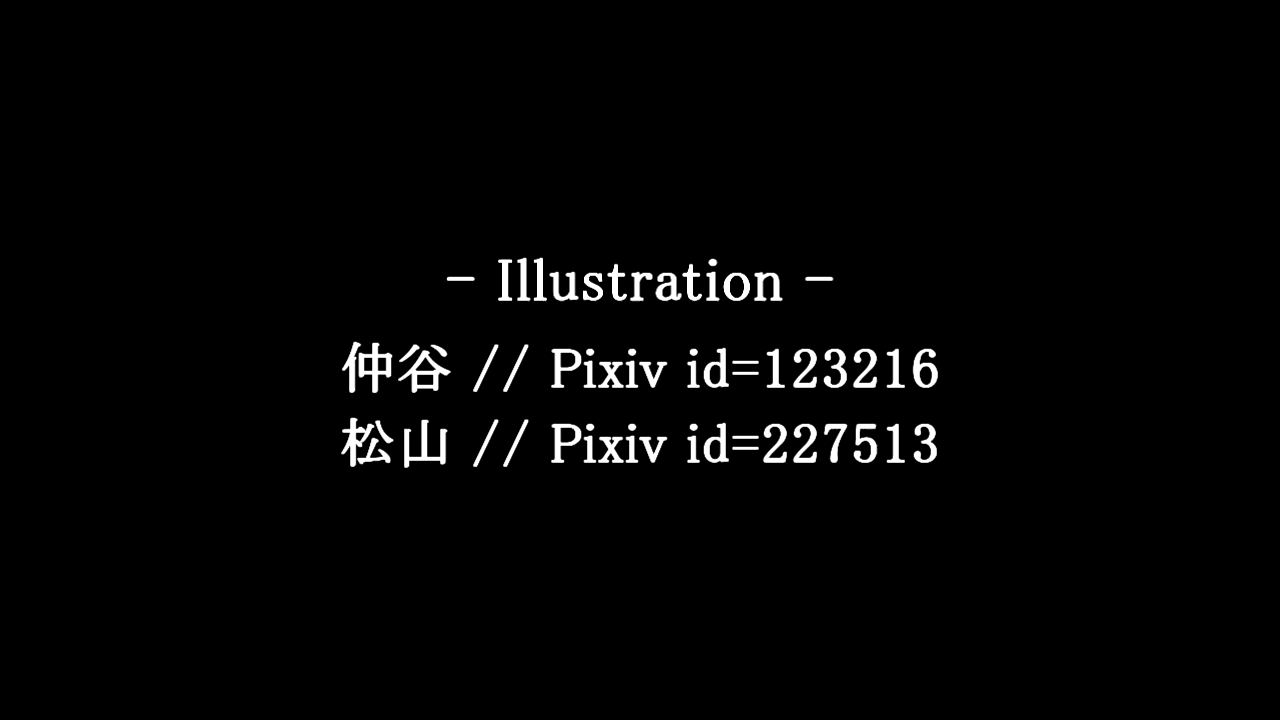 - Illustration -
仲谷 // Pixiv id=123216
松山 // Pixiv id=227513